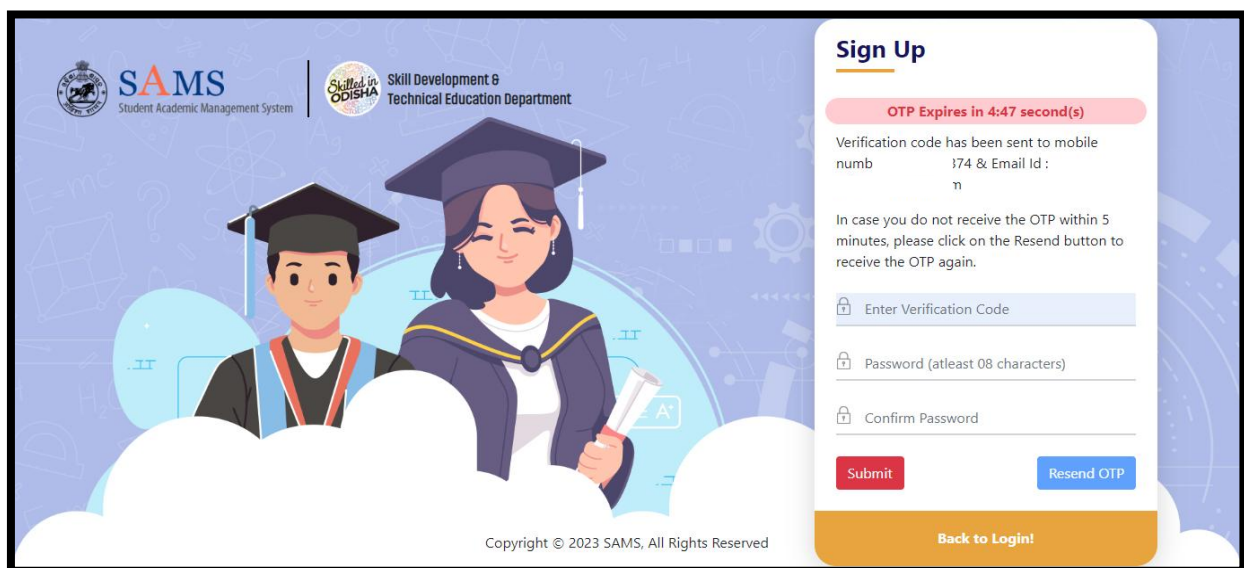 SAMS
Student Academic Management System
Skilled in
ODISHA
Skill Development &
Technical Education Department
Sign Up
OTP Expires in 4:47 second(s)
Verification code has been sent to mobile
numb 374 & Email Id :
m
In case you do not receive the OTP within 5
minutes, please click on the Resend button to
receive the OTP again.
Enter Verification Code
Password (atleast 08 characters)
Confirm Password
Submit
Resend OTP
Back to Login!
Copyright © 2023 SAMS, All Rights Reserved